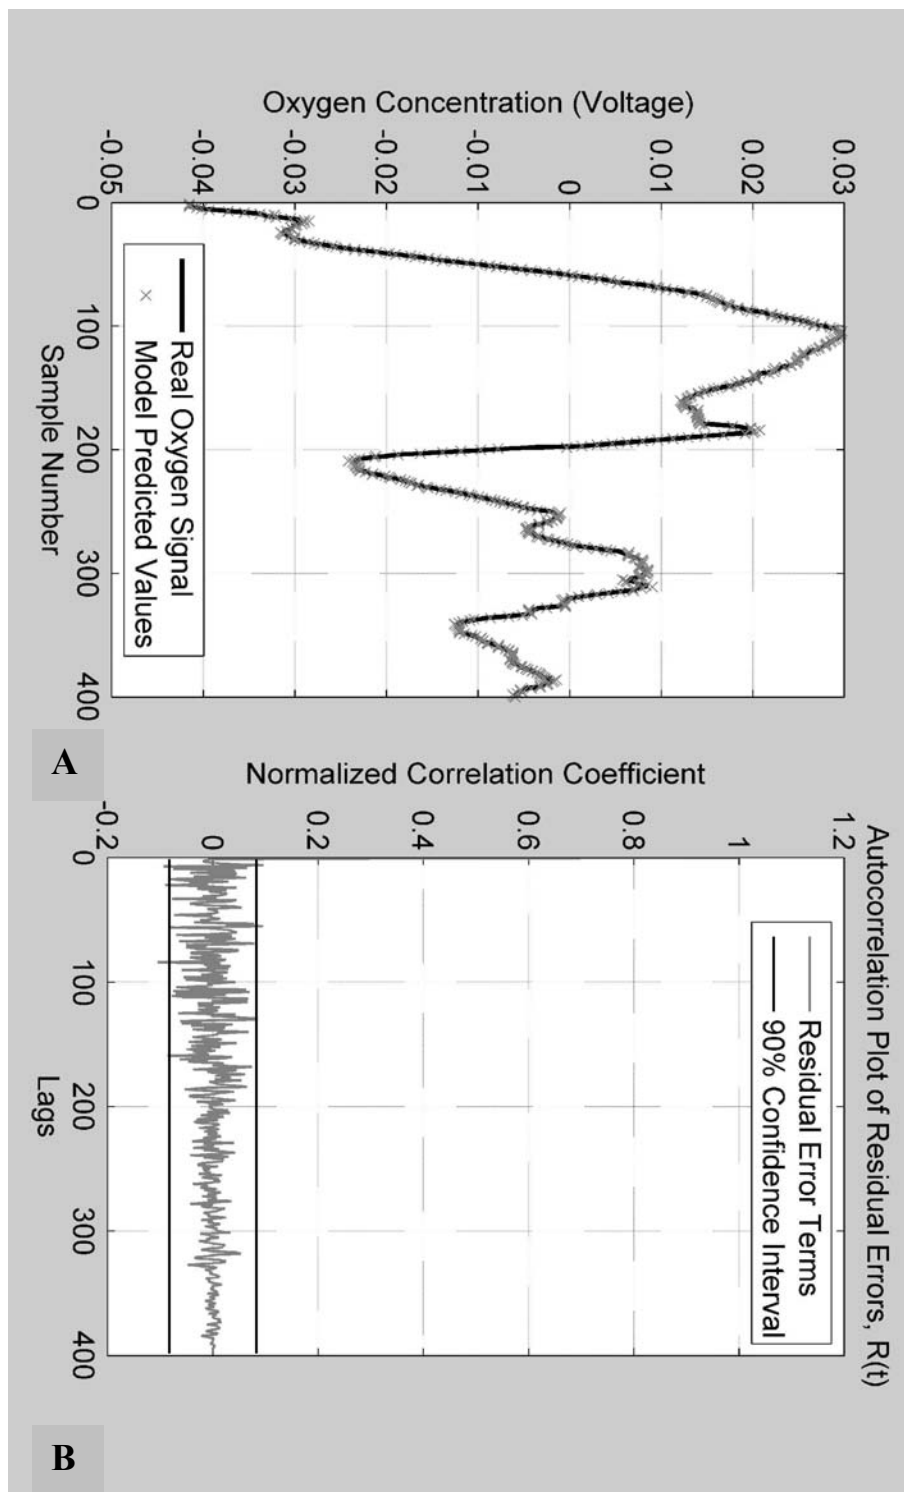 Oxygen Concentration (Voltage)
0.03
0.02
0.01
0
-0.01
-0.02
-0.03
-0.04
-0.05
0 100 200 300 400
Real Oxygen Signal
Model Predicted Values
Sample Number
A
Autocorrelation Plot of Residual Errors, R(t)
Normalized Correlation Coefficient
1.2
1
0.8
0.6
0.4
0.2
0
-0.2
0 100 200 300 400
Residual Error Terms
90% Confidence Interval
Lags
B